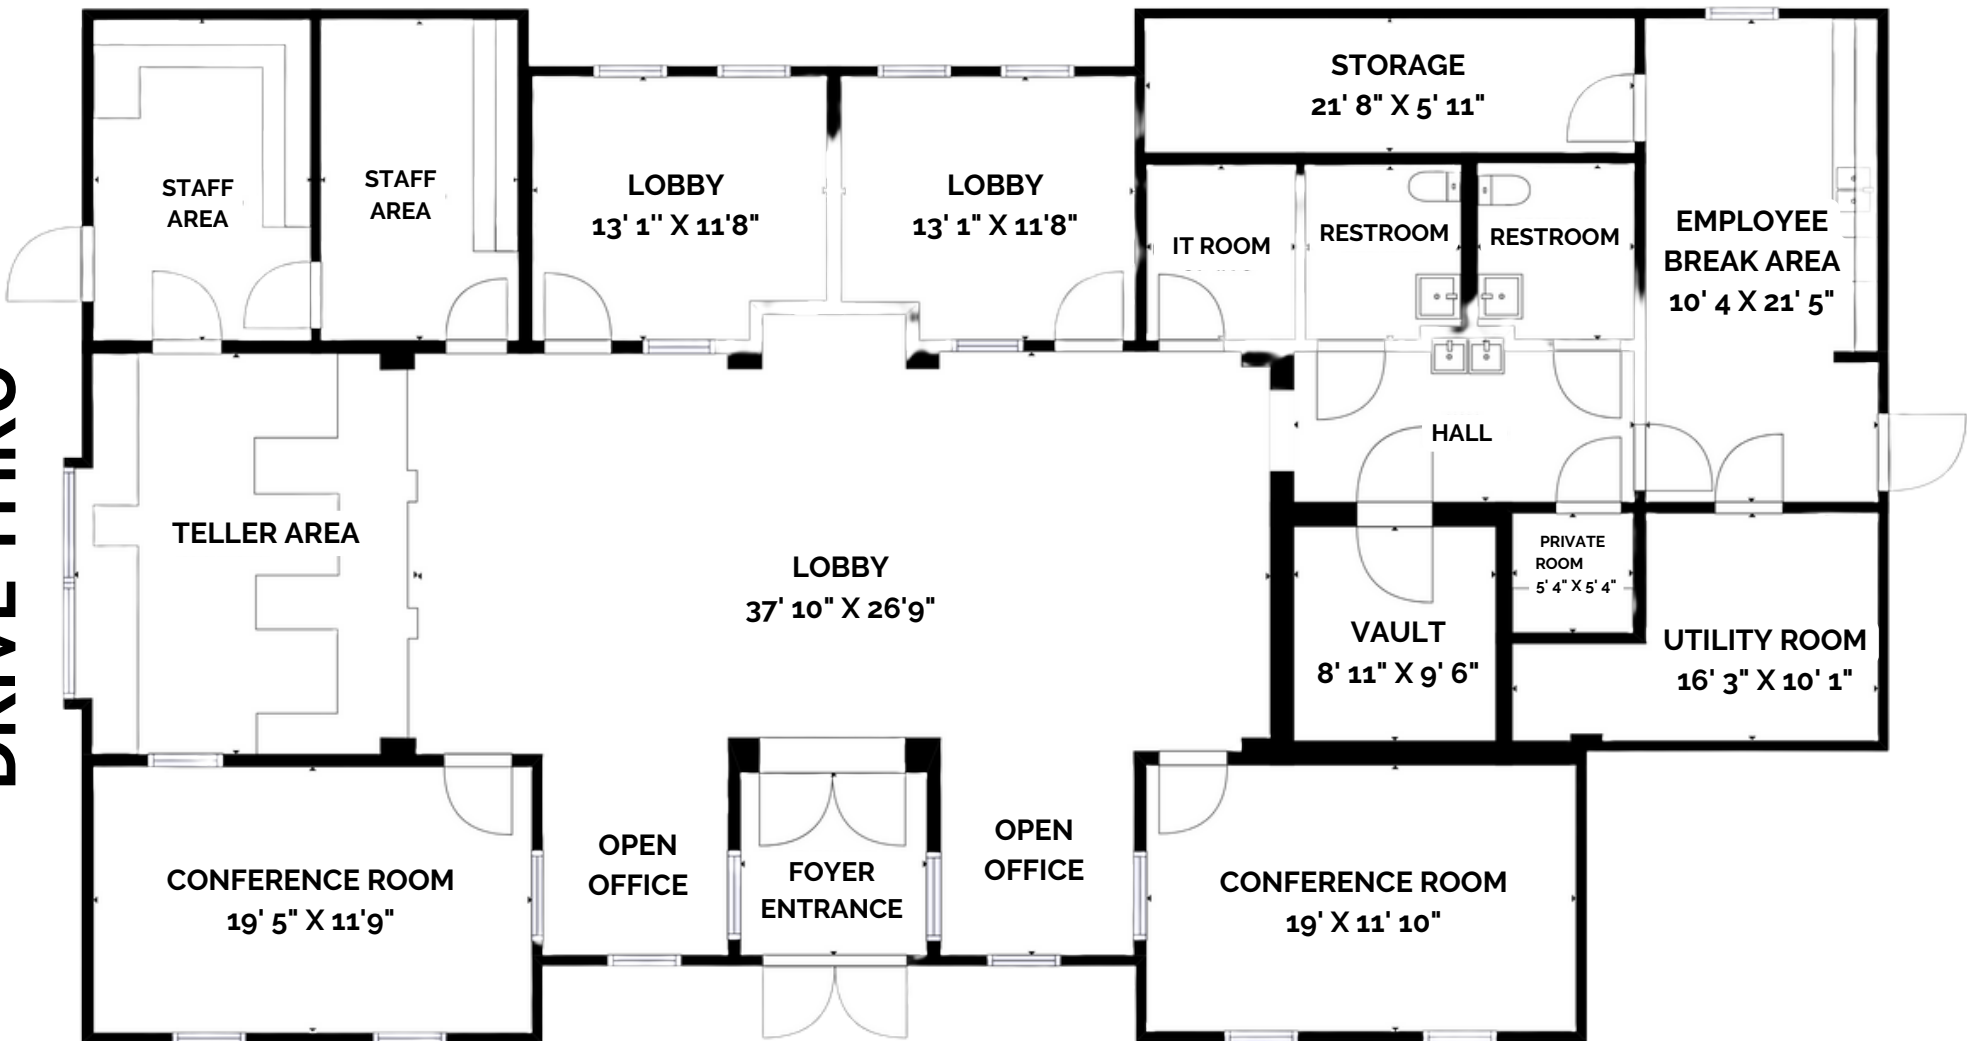 DRIVE THRU
STAFF
AREA
STAFF
AREA
LOBBY
13' 1'' X 11'8"
LOBBY
13' 1" X 11'8"
STORAGE
21' 8" X 5' 11"
IT ROOM
RESTROOM
RESTROOM
EMPLOYEE
BREAK AREA
10' 4 X 21' 5"
HALL
TELLER AREA
LOBBY
37' 10" X 26'9"
VAULT
8' 11" X 9' 6"
PRIVATE
ROOM
5' 4" X 5' 4"
UTILITY ROOM
16' 3" X 10' 1"
CONFERENCE ROOM
19' 5" X 11'9"
OPEN
OFFICE
FOYER
ENTRANCE
OPEN
OFFICE
CONFERENCE ROOM
19' X 11' 10"